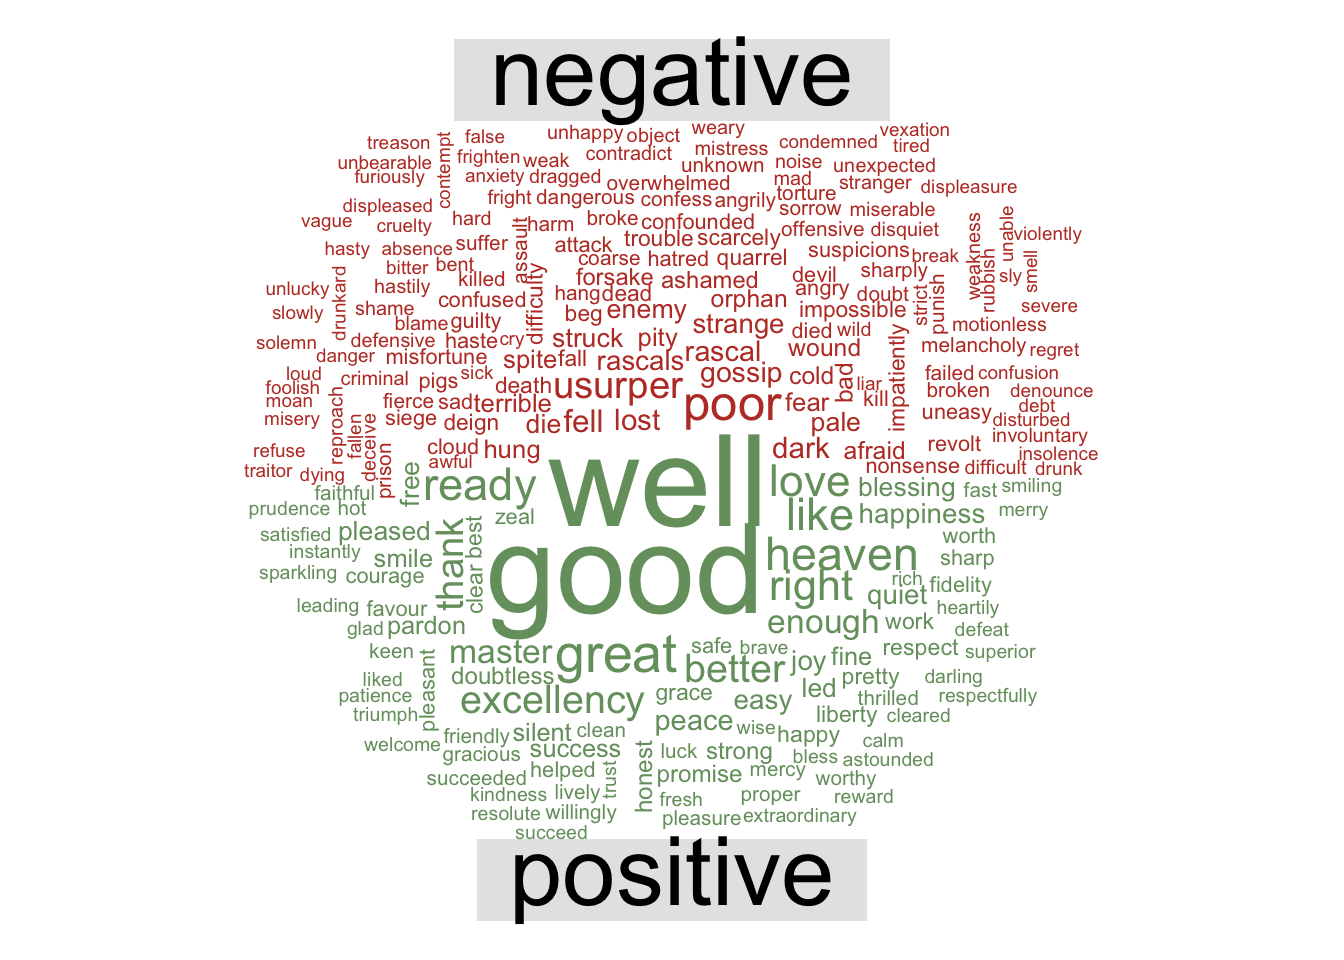 negative
treason false unhappy object weary condemned vexation
unbearable contempt frighten weak contradict mistress unknown noise unexpected tired
furiously anxiety dragged overwhelmed mad torture stranger displeasure
displeased fright dangerous confess angrily sorrow miserable
vague cruelty hard harm broke confounded offensive disquiet weakness unable violently
hasty absence suffer assault attack trouble scarcely suspicions break
bitter bent coarse hatred quarrel sharply rubbish sly smell
unlucky drunkard hastily killed difficulty forsake ashamed devil angry doubt strict punish
slowly shame confused hang dead orphan impossible severe
solemn blame guilty beg enemy strange died wild motionless
danger defensive haste cry struck pity wound impatiently melancholy regret
loud misfortune spite fall rascals rascal
foolish criminal pigs sick death usurper gossip cold bad liar failed confusion
moan reproach fierce sad terrible poor fear kill broken denounce
misery fallen siege deign die fell lost pale uneasy debt disturbed
refuse deceive cloud hung dark afraid revolt involuntary insolence
traitor dying prison awful nonsense difficult drunk
faithful free ready well love blessing fast smiling
prudence hot zeal like happiness merry
satisfied pleased thank best worth
instantly smile good heaven sharp
sparkling courage clear right rich quiet fidelity
leading favour heartily
glad pardon enough work defeat
keen master great safe brave joy fine respect superior
liked pleasant doubtless better pretty darling
patience excellency grace easy led thrilled respectfully
triumph peace wise liberty cleared
welcome friendly silent clean happy calm
gracious success honest luck strong bless astounded
succeeded helped trust promise mercy worthy
kindness lively fresh proper reward
resolute willingly pleasure extraordinary
succeed
positive